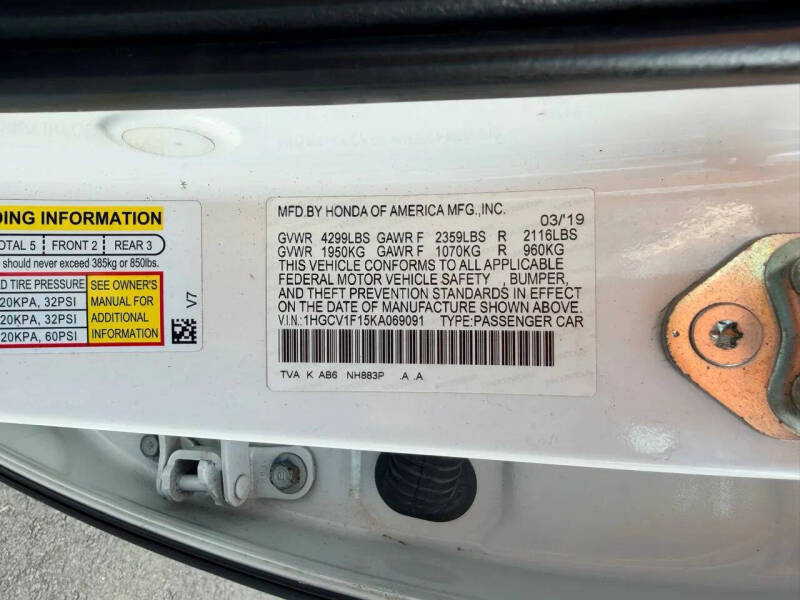 DING INFORMATION
OTAL 5 FRONT 2 REAR 3
should never exceed 385kg or 850lbs.
TIRE PRESSURE
20KPA, 32PSI
20KPA, 32PSI
20KPA, 60PSI
SEE OWNER'S
MANUAL FOR
ADDITIONAL
INFORMATION
V7
MFD.BY HONDA OF AMERICA MFG.,INC.
03/'19
GVWR 4299LBS GAWR F 2359LBS R 2116LBS
GVWR 1950KG GAWR F 1070KG R 960KG
THIS VEHICLE CONFORMS TO ALL APPLICABLE
FEDERAL MOTOR VEHICLE SAFETY , BUMPER,
AND THEFT PREVENTION STANDARDS IN EFFECT
ON THE DATE OF MANUFACTURE SHOWN ABOVE.
V.I.N.: 1HGCV1F15KA069091 TYPE:PASSENGER CAR
TVA K AB6 NH883P .A .A